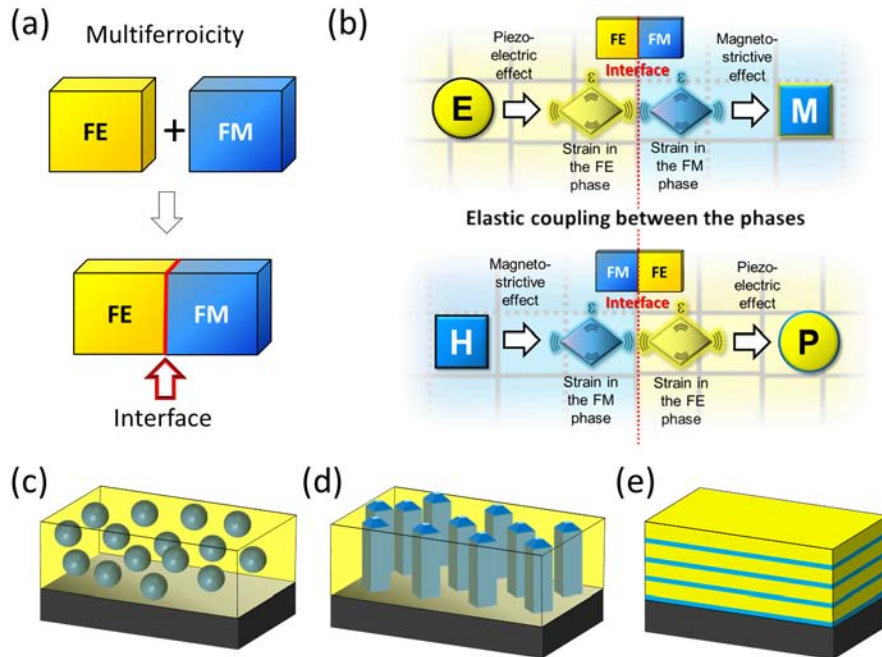 (a)
Multiferroicity
FE
+
FM
FE
FM
Interface
(b)
FE
FM
Interface
Piezo-
electric
effect
Magneto-
strictive
effect
E
ε
ε
M
Strain in
the FE
phase
Strain in
the FM
phase
Elastic coupling between the phases
FM
FE
Interface
Magneto-
strictive
effect
Piezo-
electric
effect
H
ε
ε
P
Strain in
the FM
phase
Strain in
the FE
phase
(c)
(d)
(e)